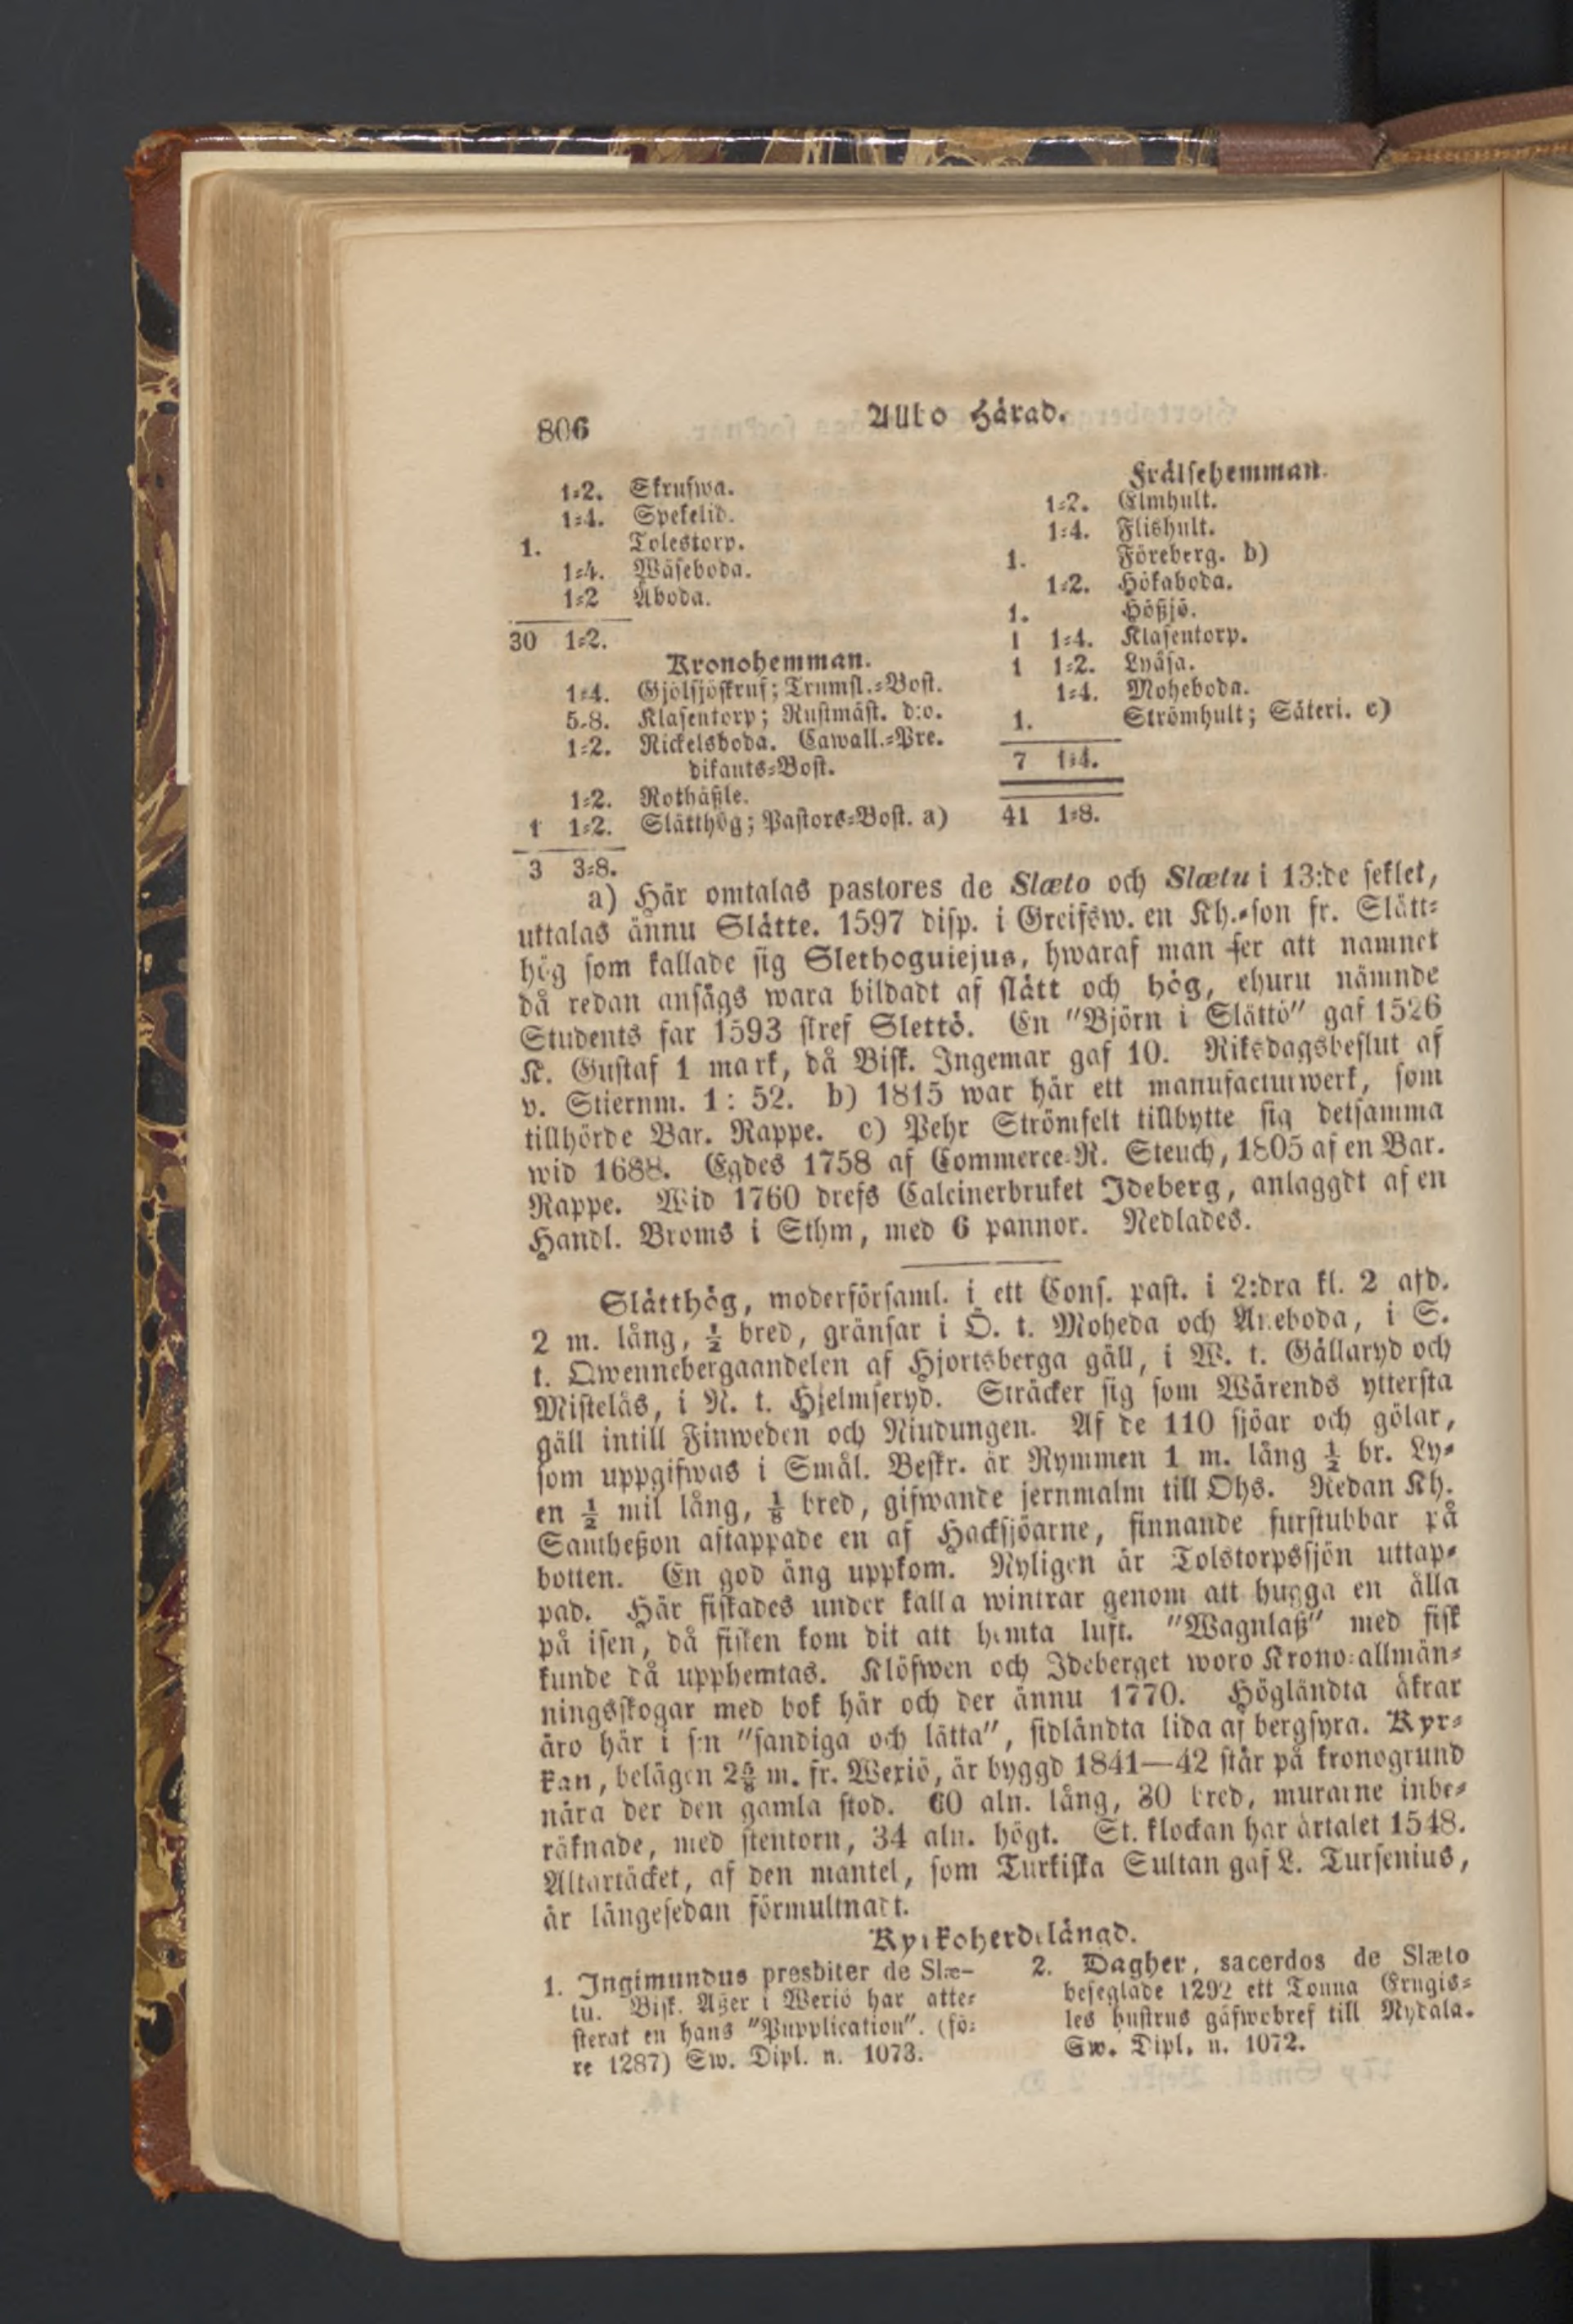 806
Allbo Härad.
1=2. Skrufwa.
1=4. Spekelid.
1. Tolestorp.
1=4. Wäseboda.
1=2 Åboda.
30 1=2.
Kronohemman.
1=4. Gjölsjöskruf; Trumsl.=Bost.
5=8. Klasentorp; Rustmäst. d:o.
1=2. Nickelsboda. Cawall.=Pre.
dikants=Bost.
1=2. Rothäßle.
1 1=2. Slätthög; Pastors=Bost. a)
3 3=8.
Frälsehemman.
1=2. Elmhult.
1=4. Flishult.
1. Föreberg. b)
1=2. Hökaboda.
1. Hößjö.
1 1=4. Klasentorp.
1 1=2. Lyåsa.
1=4. Moheboda.
1. Strömhult; Säteri. c)
7 1=4.
41 1=8.
a) Här omtalas pastores de Slæto och Slætu i 13:de seklet,
uttalas ännu Slåtte. 1597 disp. i Greifsw. en Kh.=son fr. Slätt=
hög som kallade sig Slethoguiejus, hwaraf man ser att namnet
då redan ansågs wara bildadt af slätt och hög, ehuru nämnde
Students far 1593 skref Slettö. En "Björn i Slättö" gaf 1526
K. Gustaf 1 mark, då Bisk. Ingemar gaf 10. Riksdagsbeslut af
v. Stiernm. 1: 52. b) 1815 war här ett manufacturwerk, som
tillhörde Bar. Rappe. c) Pehr Strömfelt tillbytte sig detsamma
wid 1688. Egdes 1758 af Commerce=R. Steuch, 1805 af en Bar.
Rappe. Wid 1760 drefs Calcinerbruket Ideberg, anlaggdt af en
Handl. Broms i Sthm, med 6 pannor. Nedlades.
Slätthög, moderförsaml. i ett Cons. past. i 2:dra kl. 2 afd.
2 m. lång, 1/2 bred, gränsar i Ö. t. Moheda och Aneboda, i S.
t. Qwennebergaandelen af Hjortsberga gäll, i W. t. Gällaryd och
Mistelås, i N. t. Hjelmseryd. Sträcker sig som Wärends yttersta
gäll intill Finweden och Niudungen. Af de 110 sjöar och gölar,
som uppgifwas i Smål. Beskr. är Rymmen 1 m. lång 1/2 br. Ly=
en 1/2 mil lång, 1/8 bred, gifwande jernmalm till Ohs. Redan Kh.
Santheßon aftappade en af Hacksjöarne, finnande furstubbar på
botten. En god äng uppkom. Nyligen är Tolstorpssjön uttap=
pad. Här fiskades under kalla wintrar genom att hugga en ålla
på isen, då fisken kom dit att hemta luft. "Wagnlaß" med fisk
kunde då upphemtas. Klöfwen och Ideberget woro Krono=allmän=
ningsskogar med bok här och der ännu 1770. Högländta åkrar
äro här i s:n "sandiga och lätta", sidländta lida af bergsyra. Kyr=
kan, belägen 2 5/8 m. fr. Wexiö, är byggd 1841—42 står på kronogrund
nära der den gamla stod. 60 aln. lång, 30 bred, murarne inbe=
räknade, med stentorn, 34 aln. högt. St. klockan har årtalet 1548.
Altartäcket, af den mantel, som Turkiska Sultan gaf L. Tursenius,
är längesedan förmultnadt.
Kyrkoherdelängd.
1. Ingimundus presbiter de Slæ-
tu. Bisk. Aßer i Wexiö har atte=
sterat en hans "Pupplication". (fö=
re 1287) Sw. Dipl. n. 1073.
2. Dagher, sacerdos de Slæto
beseglade 1292 ett Tonna Erugis=
les hustrus gåfwobref till Nydala.
Sw. Dipl. n. 1072.